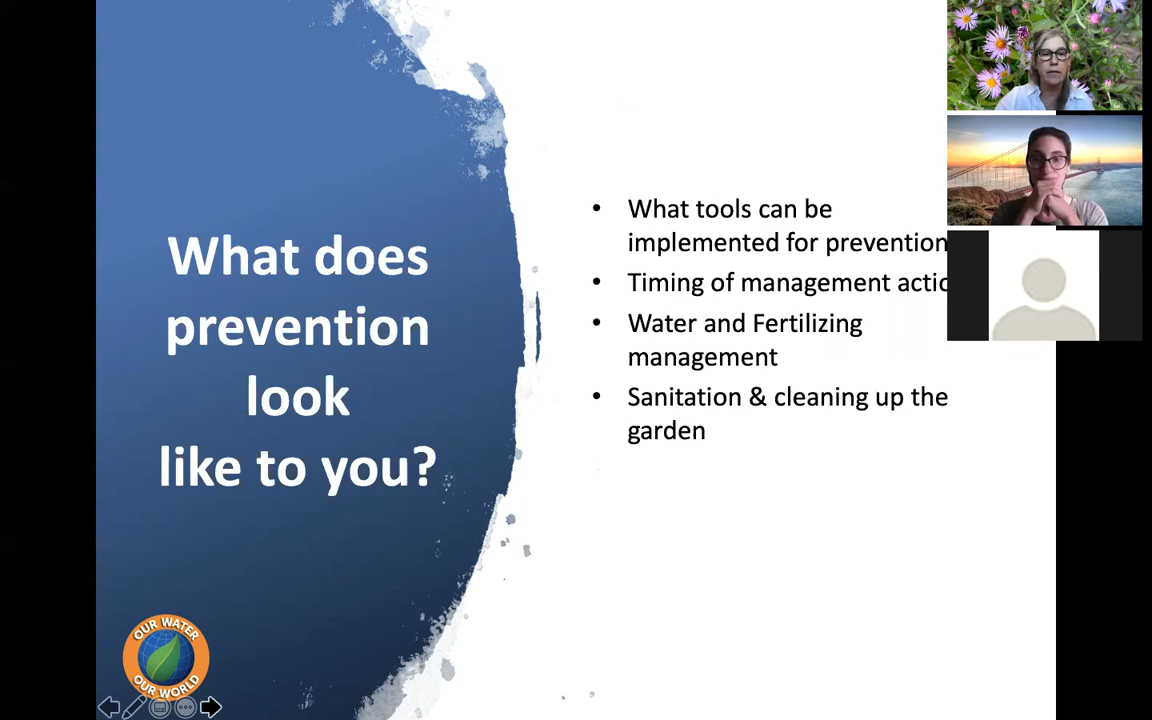 What does
prevention
look
like to you?
• What tools can be
implemented for prevention
• Timing of management actio
• Water and Fertilizing
management
• Sanitation & cleaning up the
garden
OUR WATER
OUR WORLD